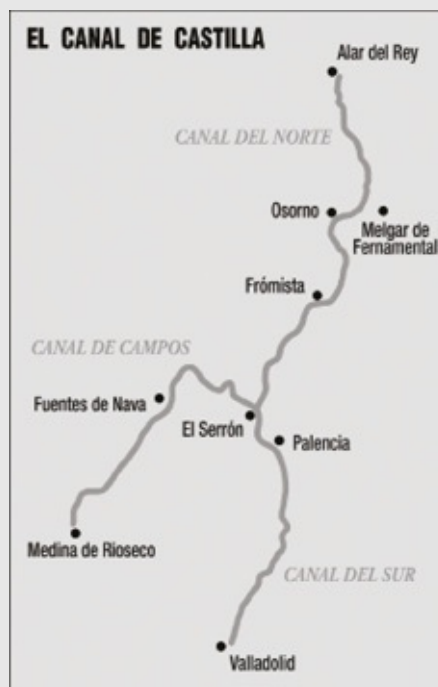 EL CANAL DE CASTILLA
Alar del Rey
CANAL DEL NORTE
Osorno
Melgar de
Fernamental
Frómista
CANAL DE CAMPOS
Fuentes de Nava
El Serrón
Palencia
Medina de Rioseco
CANAL DEL SUR
Valladolid